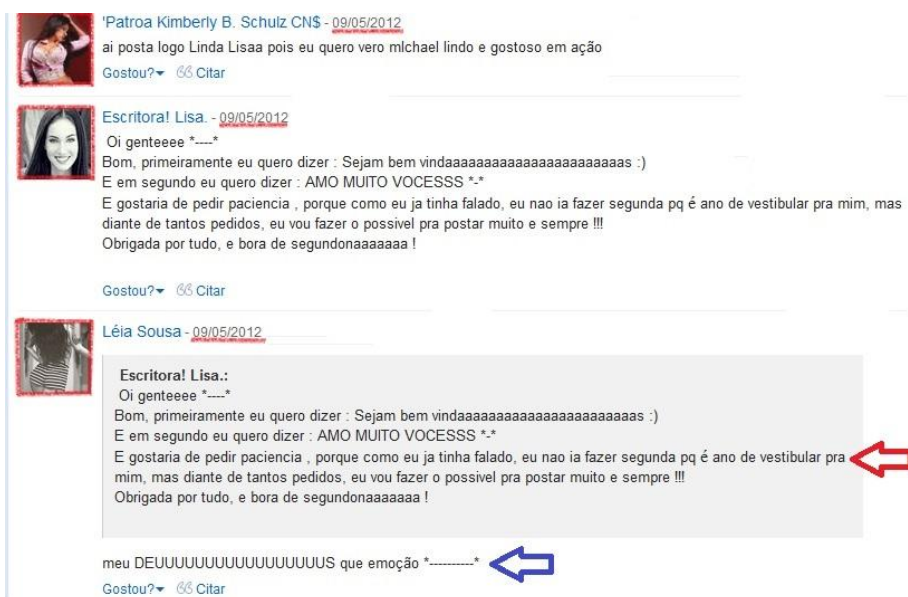 'Patroa Kimberly B. Schulz CN$ - 09/05/2012
ai posta logo Linda Lisaa pois eu quero vero mlchael lindo e gostoso em ação
Gostou? Citar
Escritora! Lisa. - 09/05/2012
Oi genteeee *----*
Bom, primeiramente eu quero dizer : Sejam bem vindaaaaaaaaaaaaaaaaaaaaaaaas :)
E em segundo eu quero dizer : AMO MUITO VOCESSS *-*
E gostaria de pedir paciencia , porque como eu ja tinha falado, eu nao ia fazer segunda pq é ano de vestibular pra mim, mas
diante de tantos pedidos, eu vou fazer o possivel pra postar muito e sempre !!!
Obrigada por tudo, e bora de segundonaaaaaaa !
Gostou? Citar
Léia Sousa - 09/05/2012
Escritora! Lisa.:
Oi genteeee *----*
Bom, primeiramente eu quero dizer : Sejam bem vindaaaaaaaaaaaaaaaaaaaaaaaas :)
E em segundo eu quero dizer : AMO MUITO VOCESSS *-*
E gostaria de pedir paciencia , porque como eu ja tinha falado, eu nao ia fazer segunda pq é ano de vestibular pra
mim, mas diante de tantos pedidos, eu vou fazer o possivel pra postar muito e sempre !!!
Obrigada por tudo, e bora de segundonaaaaaaa !
meu DEUUUUUUUUUUUUUUUUUS que emoção *----------*
Gostou? Citar